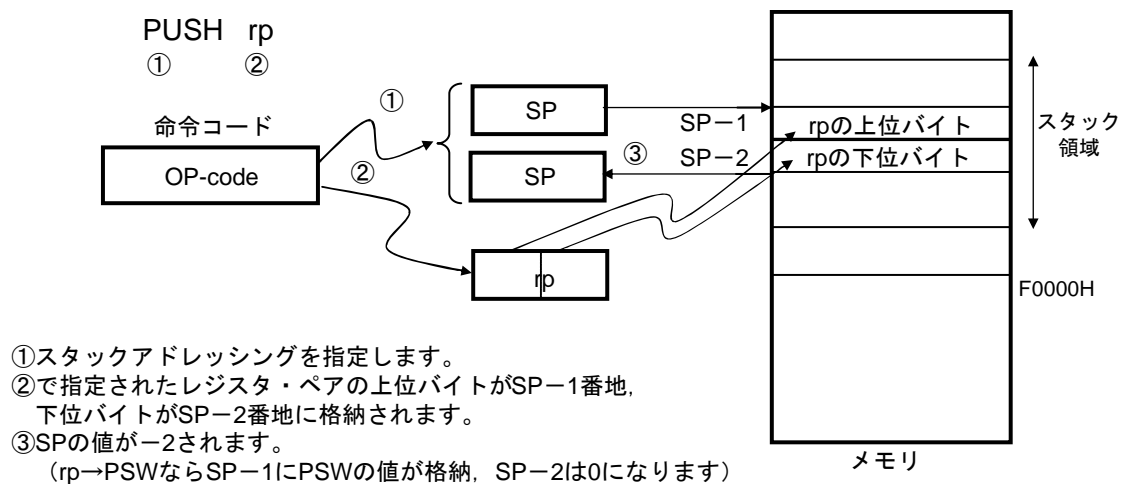 PUSH rp
① ②
命令コード
OP-code
①
②
SP
SP
③
rp
SP－1
SP－2
rpの上位バイト
rpの下位バイト
スタック
領域
F0000H
メモリ
①スタックアドレッシングを指定します。
②で指定されたレジスタ・ペアの上位バイトがSP－1番地,
下位バイトがSP－2番地に格納されます。
③SPの値が－2されます。
（rp→PSWならSP－1にPSWの値が格納, SP－2は0になります）